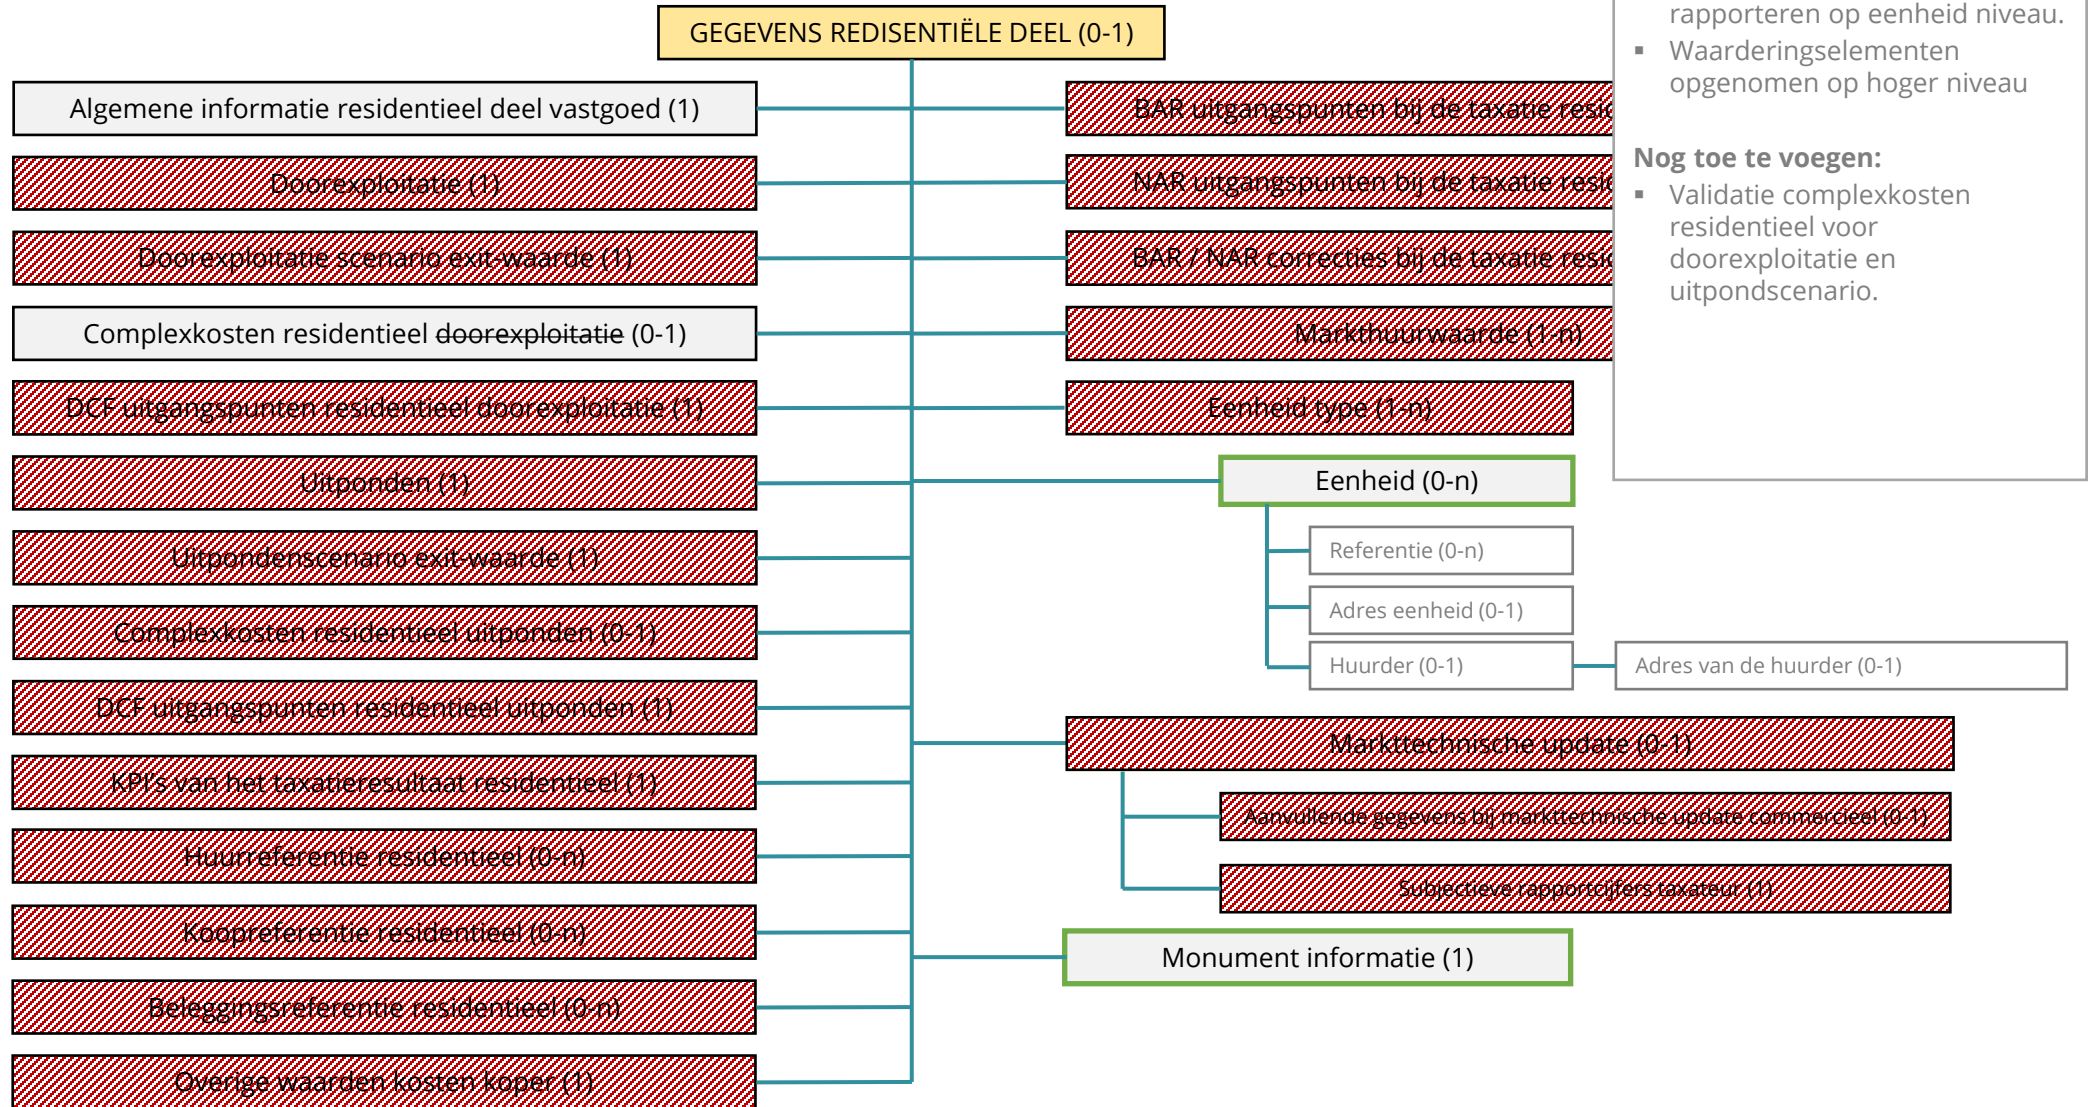 GEGEVENS REDISENTIËLE DEEL (0-1)
Algemene informatie residentieel deel vastgoed (1)
Doorexploitatie (1)
Doorexploitatie scenario exit-waarde (1)
Complexkosten residentieel doorexploitatie (0-1)
DCF uitgangspunten residentieel doorexploitatie (1)
Uitponden (1)
Uitpondenscenario exit-waarde (1)
Complexkosten residentieel uitponden (0-1)
DCF uitgangspunten residentieel uitponden (1)
KPI's van het taxatieresultaat residentieel (1)
Huurreferentie residentieel (0-n)
Koopreferentie residentieel (0-n)
Beleggingsreferentie residentieel (0-n)
Overige waarden kosten koper (1)
BAR uitgangspunten bij de taxatie
NAR uitgangspunten bij de taxatie
BAR / NAR correcties bij de taxatie
Markthuurwaarde (1-n)
Eenheid type (1-n)
Eenheid (0-n)
Referentie (0-n)
Adres eenheid (0-1)
Huurder (0-1)
Adres van de huurder (0-1)
Markttechnische update (0-1)
Aanvullende gegevens bij markttechnische update commercieel (0-1)
Subjectieve rapportcijfers taxateur (1)
Monument informatie (1)
rapporteren op eenheid niveau.
▪ Waarderingselementen
opgenomen op hoger niveau
Nog toe te voegen:
▪ Validatie complexkosten
residentieel voor
doorexploitatie en
uitpondscenario.